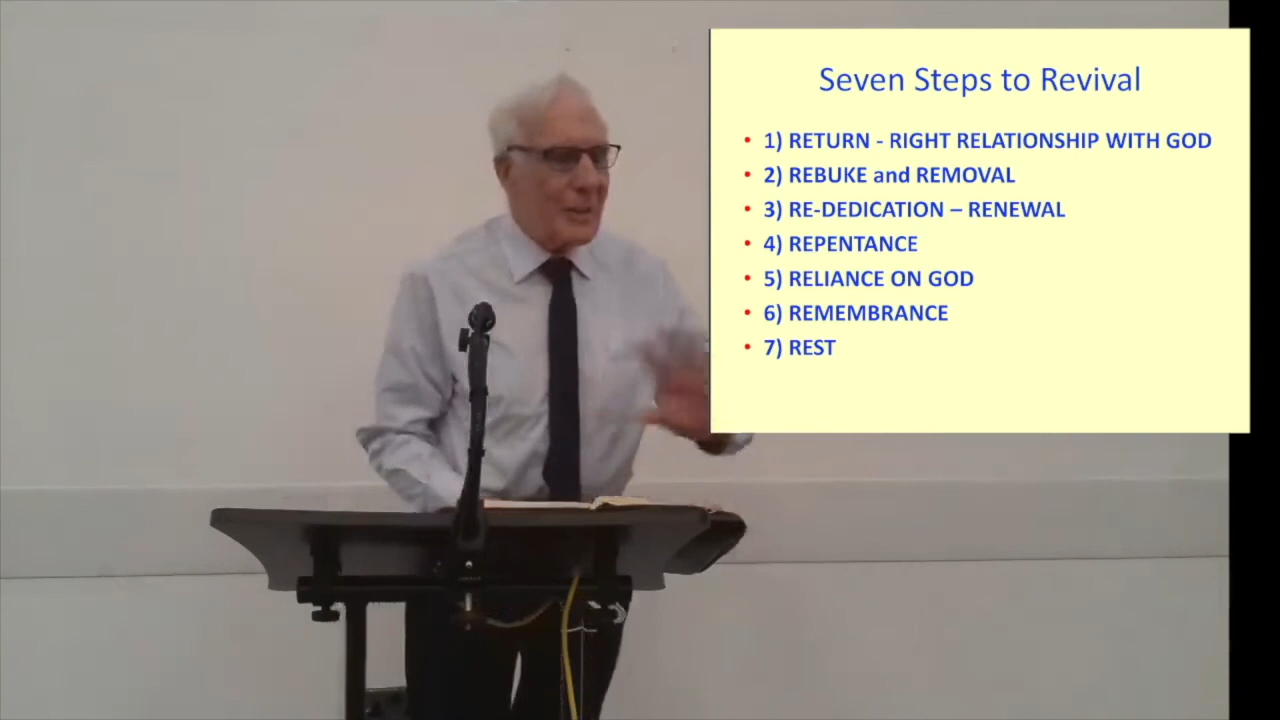 Seven Steps to Revival
• 1) RETURN - RIGHT RELATIONSHIP WITH GOD
• 2) REBUKE and REMOVAL
• 3) RE-DEDICATION – RENEWAL
• 4) REPENTANCE
• 5) RELIANCE ON GOD
• 6) REMEMBRANCE
• 7) REST